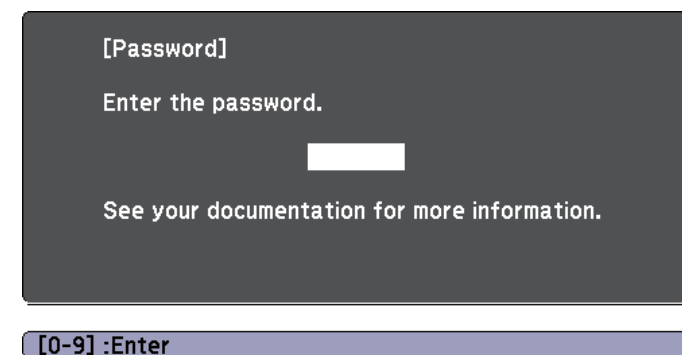 [Password]
Enter the password.
See your documentation for more information.
[0-9] :Enter